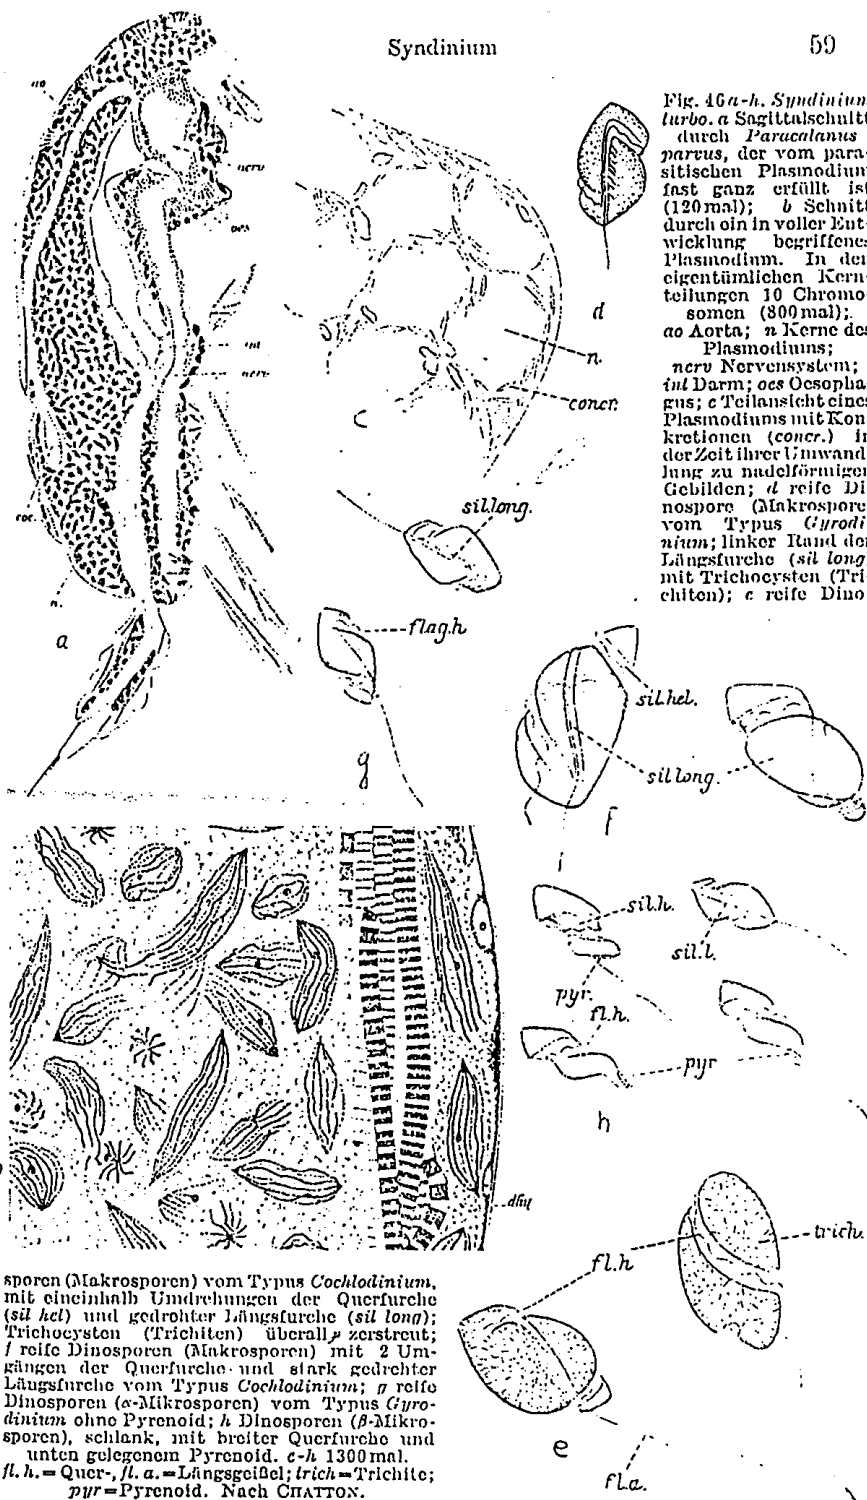 Syndinium
59
Fig. 16 a-h. Syndinium
turbo. a Sagittalschnitt
durch Paracalanus
parvus, der vom para-
sitischen Plasmodium
fast ganz erfüllt ist
(120mal); b Schnitt
durch ein in voller Ent-
wicklung begriffenes
Plasmodium. In den
eigentümlichen Kern-
teilungen 10 Chromo-
somen (800mal);
ao Aorta; n Kerne des
Plasmodiums;
nerv Nervensystem;
int Darm; oes Oesopha-
gus; c Teilansicht eines
Plasmodiums mit Kon-
kretionen (concr.) in
der Zeit ihrer Umwand-
lung zu nadelförmigen
Gebilden; d reife Di-
nospore (Makrospore)
vom Typus Gyrodi-
nium; linker Rand der
Längsfurche (sil long)
mit Trichocysten (Tri-
chiten); e reife Dino-
ao
nerv
oes
int
nerv.
n.
a
c
n.
concr.
d
sil.long.
flag.h
g
sil.hel.
sil.long.
f
sil.h.
sil.l.
pyr.
fl.h.
pyr
h
trich.
fl.h
e
fl.a.
sporen (Makrosporen) vom Typus Cochlodinium,
mit eineinhalb Umdrehungen der Querfurche
(sil hel) und gedrehter Längsfurche (sil long);
Trichocysten (Trichiten) überall zerstreut;
f reife Dinosporen (Makrosporen) mit 2 Um-
gängen der Querfurche und stark gedrehter
Längsfurche vom Typus Cochlodinium; g reife
Dinosporen (α-Mikrosporen) vom Typus Gyro-
dinium ohne Pyrenoid; h Dinosporen (β-Mikro-
sporen), schlank, mit breiter Querfurche und
unten gelegenem Pyrenoid. e-h 1300mal.
fl. h. = Quer-, fl. a. = Längsgeißel; trich = Trichite;
pyr = Pyrenoid. Nach CHATTON.